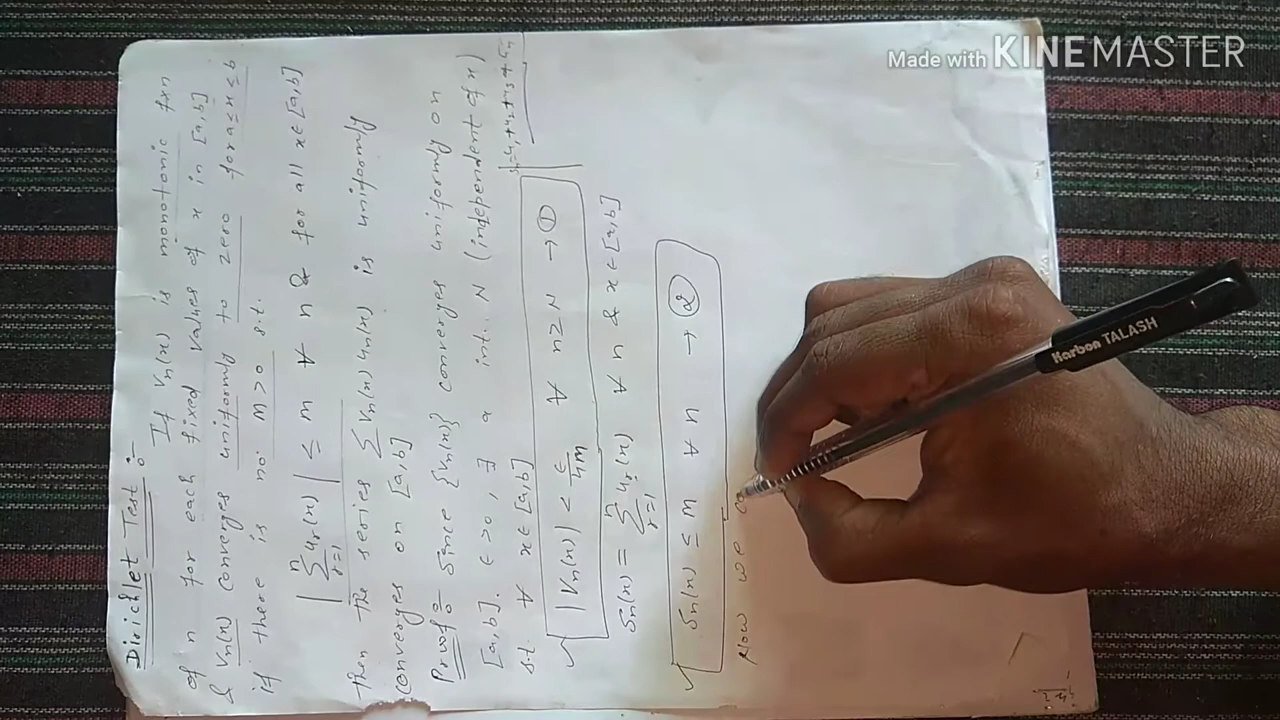 Dirichlet Test :-
If Vn(x) is monotonic fxn
of n for each fixed values of x in [a,b]
& Vn(x) converges uniformly to zero for a≤x≤b
if there is no. M>0 s.t.
| n∑r=1 ur(x) | ≤ M ∀ n & for all x∈[a,b]
then the series ∑ Vn(x) un(x) is uniformly
converges on [a,b]
Proof :- Since {Vn(x)} converges uniformly on
[a,b]. ϵ>0, ∃ a int.. N (independent of x)
s.t. ∀ x∈[a,b]
|Vn(x)| < ϵ/4M ∀ n≥N → ①
Sn(x) = n∑r=1 ur(x) ∀ n & x∈[a,b]
Sn(x) ≤ M ∀ n → ②
Now we
Karbon TALASH
Made with KINEMASTER